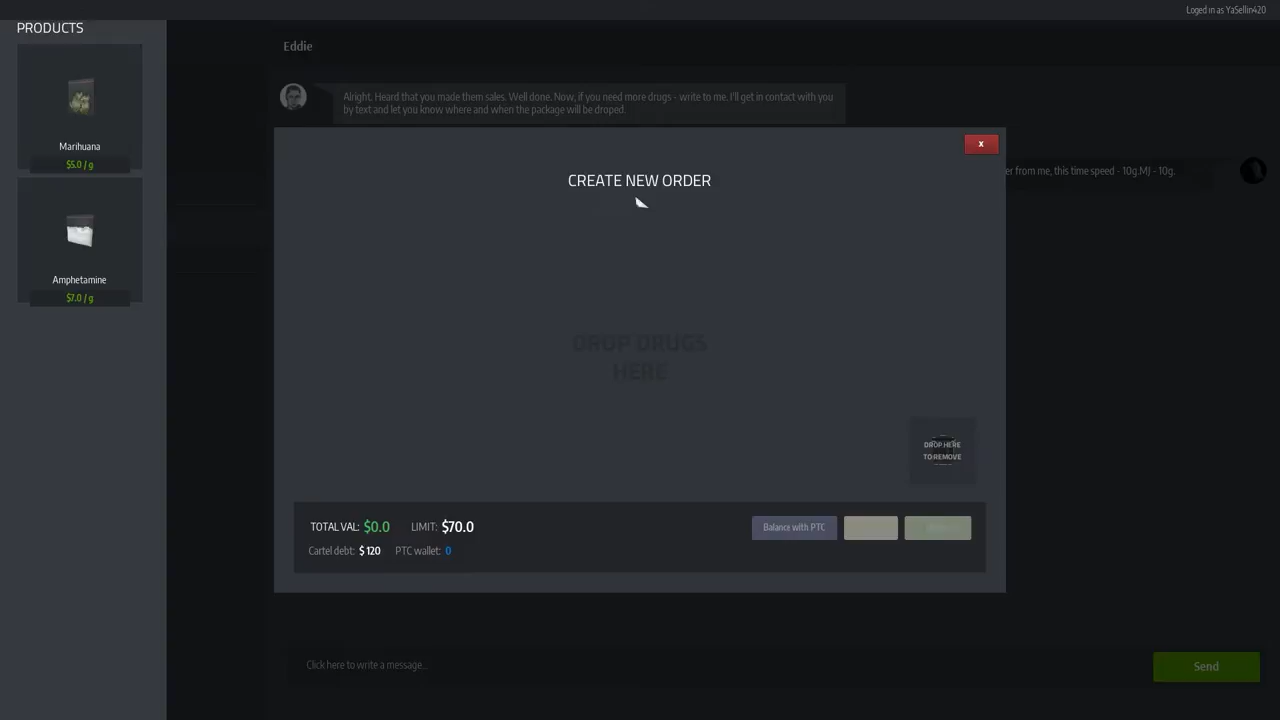 Loged in as YaSellin420
PRODUCTS
Marihuana
$5.0 / g
Amphetamine
$7.0 / g
Eddie
Alright. Heard that you made them sales. Well done. Now, if you need more drugs - write to me. I'll get in contact with you
by text and let you know where and when the package will be droped.
er from me, this time speed - 10g.MJ - 10g.
x
CREATE NEW ORDER
DROP DRUGS
HERE
DROP HERE
TO REMOVE
TOTAL VAL: $0.0 LIMIT: $70.0
Balance with PTC
Cartel debt: $ 120 PTC wallet: 0
Click here to write a message...
Send